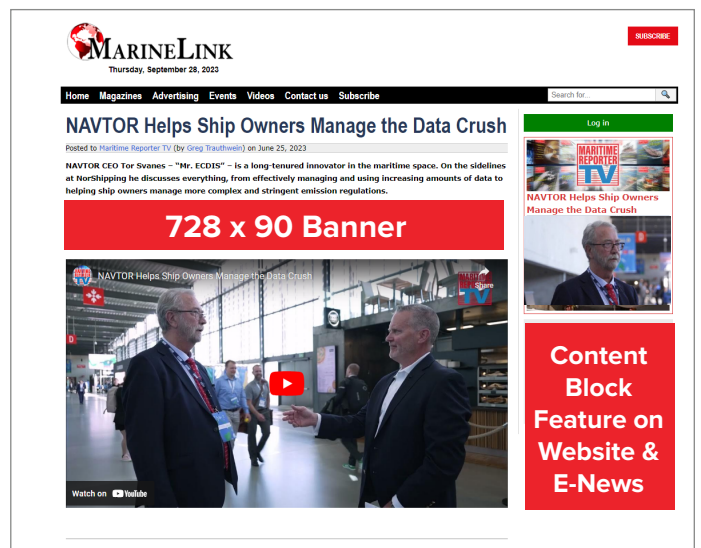 MARINELINK
Thursday, September 28, 2023
SUBSCRIBE
Home Magazines Advertising Events Videos Contact us Subscribe
Search for...
NAVTOR Helps Ship Owners Manage the Data Crush
Posted to Maritime Reporter TV (by Greg Trauthwein) on June 25, 2023
NAVTOR CEO Tor Svanes – “Mr. ECDIS” – is a long-tenured innovator in the maritime space. On the sidelines
at NorShipping he discusses everything, from effectively managing and using increasing amounts of data to
helping ship owners manage more complex and stringent emission regulations.
728 x 90 Banner
NAVTOR Helps Ship Owners Manage the Data Crush
Share
TV
D
Watch on YouTube
Log in
MARITIME
REPORTER
TV
NAVTOR Helps Ship Owners
Manage the Data Crush
D
Content
Block
Feature on
Website &
E-News